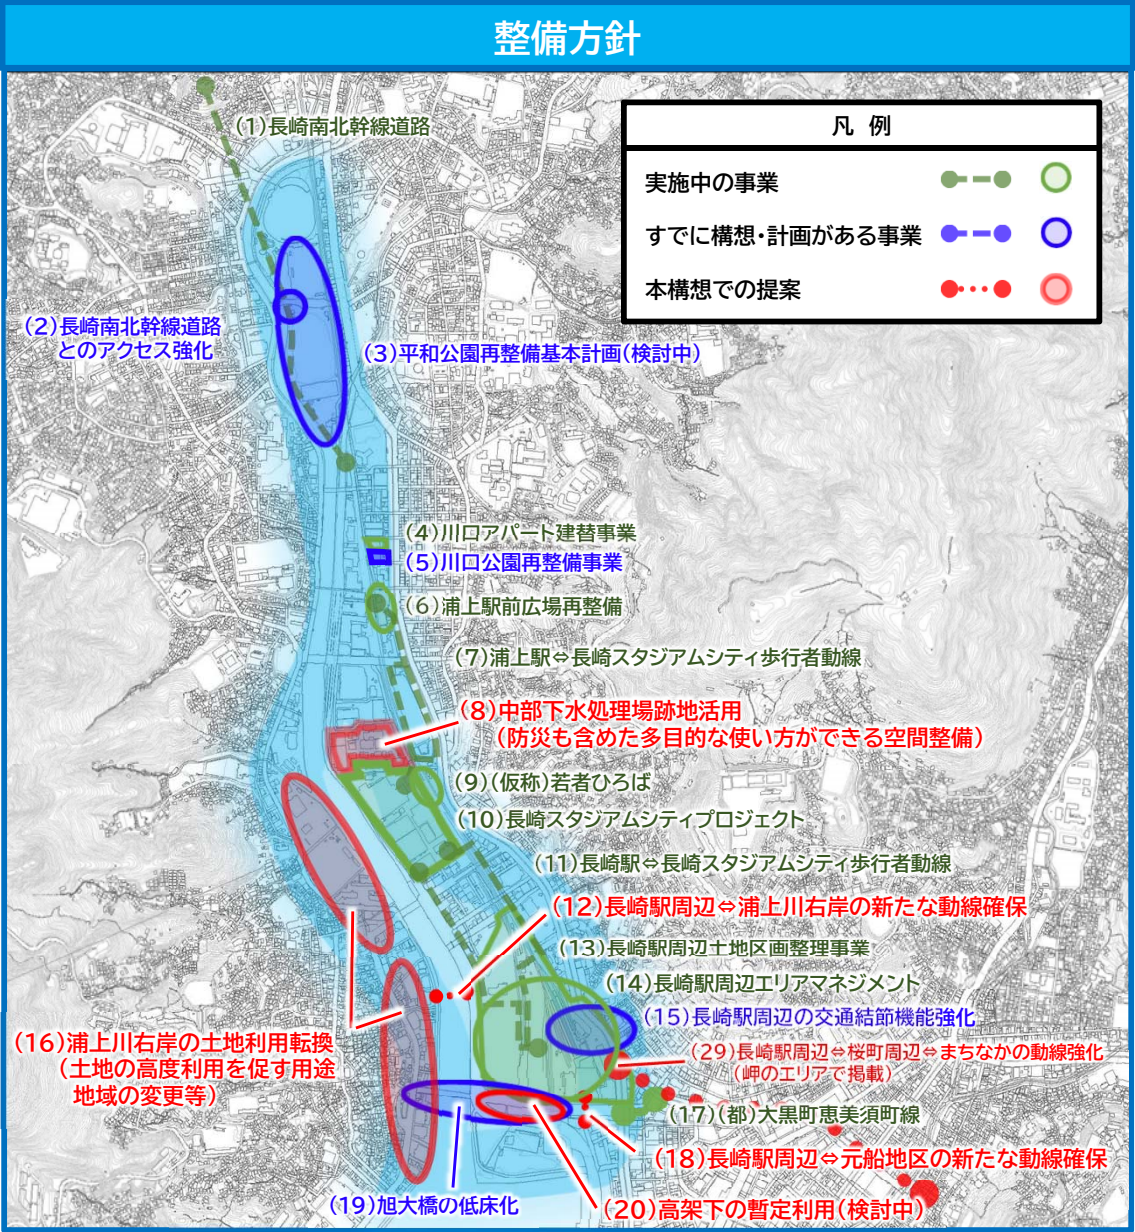 整備方針
凡 例
実施中の事業
すでに構想・計画がある事業
本構想での提案
(1)長崎南北幹線道路
(2)長崎南北幹線道路
とのアクセス強化
(3)平和公園再整備基本計画(検討中)
(4)川口アパート建替事業
(5)川口公園再整備事業
(6)浦上駅前広場再整備
(7)浦上駅⇔長崎スタジアムシティ歩行者動線
(8)中部下水処理場跡地活用
(防災も含めた多目的な使い方ができる空間整備)
(9)(仮称)若者ひろば
(10)長崎スタジアムシティプロジェクト
(11)長崎駅⇔長崎スタジアムシティ歩行者動線
(12)長崎駅周辺⇔浦上川右岸の新たな動線確保
(13)長崎駅周辺土地区画整理事業
(14)長崎駅周辺エリアマネジメント
(15)長崎駅周辺の交通結節機能強化
(16)浦上川右岸の土地利用転換
(土地の高度利用を促す用途
地域の変更等)
(29)長崎駅周辺⇔桜町周辺⇔まちなかの動線強化
(岬のエリアで掲載)
(17)(都)大黒町恵美須町線
(18)長崎駅周辺⇔元船地区の新たな動線確保
(19)旭大橋の低床化
(20)高架下の暫定利用(検討中)